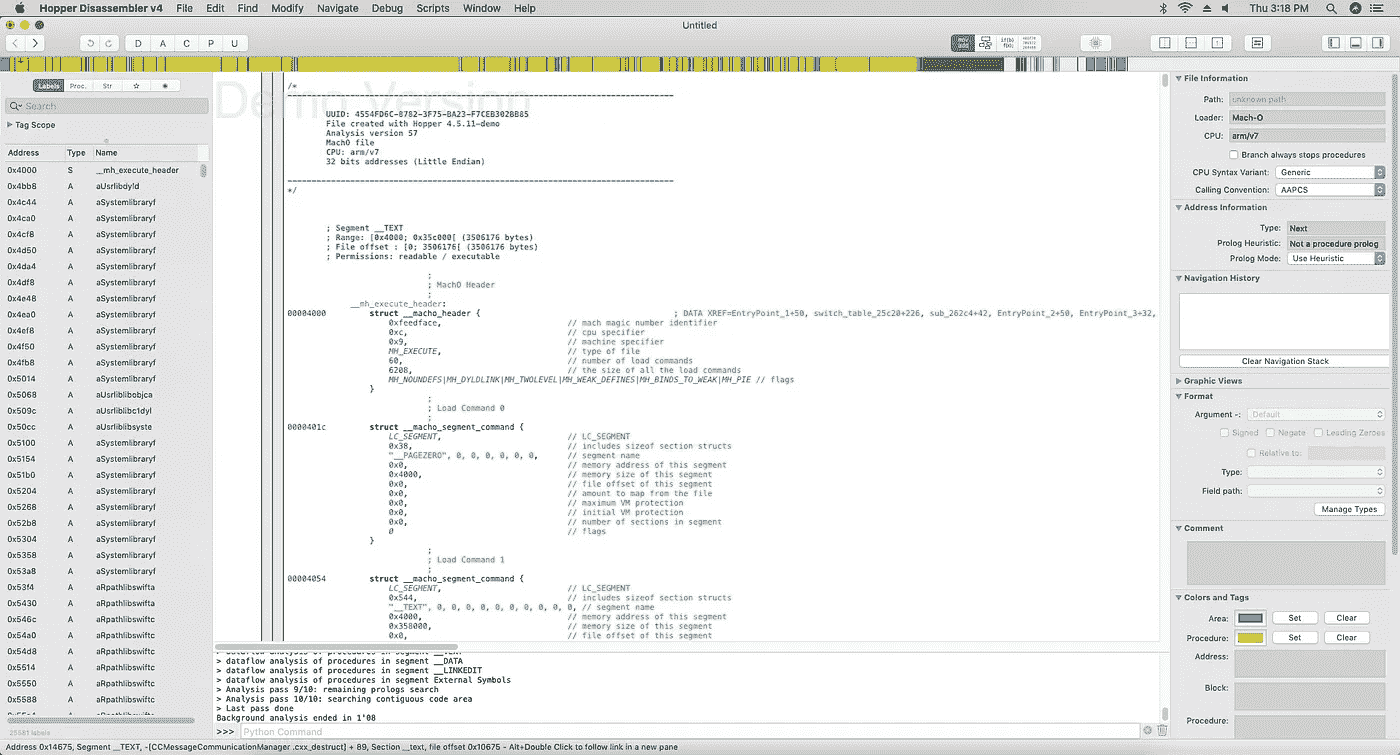 Hopper Disassembler v4 File Edit Find Modify Navigate Debug Scripts Window Help Thu 3:18 PM
Untitled
D A C P U
Labels Proc. Str
Search
Tag Scope
Address Type Name
0x4000 S __mh_execute_header
0x4bb8 A aUsrlibdyld
0x4c44 A aSystemlibraryf
0x4ca0 A aSystemlibraryf
0x4cf8 A aSystemlibraryf
0x4d50 A aSystemlibraryf
0x4da4 A aSystemlibraryf
0x4df8 A aSystemlibraryf
0x4e48 A aSystemlibraryf
0x4ea0 A aSystemlibraryf
0x4ef8 A aSystemlibraryf
0x4f50 A aSystemlibraryf
0x4fb8 A aSystemlibraryf
0x5014 A aSystemlibraryf
0x5068 A aUsrliblibobjca
0x509c A aUsrliblibc1dyl
0x50cc A aUsrliblibsyste
0x5100 A aSystemlibraryf
0x5154 A aSystemlibraryf
0x51b0 A aSystemlibraryf
0x5204 A aSystemlibraryf
0x5268 A aSystemlibraryf
0x52b8 A aSystemlibraryf
0x5304 A aSystemlibraryf
0x5358 A aSystemlibraryf
0x53a8 A aSystemlibraryf
0x53f4 A aRpathlibswifta
0x5430 A aRpathlibswiftc
0x546c A aRpathlibswiftc
0x54a0 A aRpathlibswiftc
0x54d8 A aRpathlibswiftc
0x5514 A aRpathlibswiftc
0x5550 A aRpathlibswiftc
0x5588 A aRpathlibswiftc
25581 labels
Demo Version
/*
UUID: 4554FD6C-8782-3F75-BA23-F7CEB302BB85
File created with Hopper 4.5.11-demo
Analysis version 57
MachO file
CPU: arm/v7
32 bits addresses (Little Endian)
*/
; Segment __TEXT
; Range: [0x4000; 0x35c000[ (3506176 bytes)
; File offset : [0; 3506176[ (3506176 bytes)
; Permissions: readable / executable
;
; MachO Header
;
__mh_execute_header:
00004000 struct __macho_header { ; DATA XREF=EntryPoint_1+50, switch_table_25c20+226, sub_262c4+42, EntryPoint_2+50, EntryPoint_3+32,
0xfeedface, // mach magic number identifier
0xc, // cpu specifier
0x9, // machine specifier
MH_EXECUTE, // type of file
60, // number of load commands
6208, // the size of all the load commands
MH_NOUNDEFS|MH_DYLDLINK|MH_TWOLEVEL|MH_WEAK_DEFINES|MH_BINDS_TO_WEAK|MH_PIE // flags
}
;
; Load Command 0
;
0000401c struct __macho_segment_command {
LC_SEGMENT, // LC_SEGMENT
0x38, // includes sizeof section structs
"__PAGEZERO", 0, 0, 0, 0, 0, 0, // segment name
0x0, // memory address of this segment
0x4000, // memory size of this segment
0x0, // file offset of this segment
0x0, // amount to map from the file
0x0, // maximum VM protection
0x0, // initial VM protection
0x0, // number of sections in segment
0 // flags
}
;
; Load Command 1
;
00004054 struct __macho_segment_command {
LC_SEGMENT, // LC_SEGMENT
0x544, // includes sizeof section structs
"__TEXT", 0, 0, 0, 0, 0, 0, 0, 0, 0, 0, // segment name
0x4000, // memory address of this segment
0x358000, // memory size of this segment
0x0, // file offset of this segment
> dataflow analysis of procedures in segment __DATA
> dataflow analysis of procedures in segment __LINKEDIT
> dataflow analysis of procedures in segment External Symbols
> Analysis pass 9/10: remaining prologs search
> Analysis pass 10/10: searching contiguous code area
> Last pass done
Background analysis ended in 1'08
>>> Python Command
File Information
Path: unknown path
Loader: Mach-O
CPU: arm/v7
Branch always stops procedures
CPU Syntax Variant: Generic
Calling Convention: AAPCS
Address Information
Type: Next
Prolog Heuristic: Not a procedure prolog
Prolog Mode: Use Heuristic
Navigation History
Clear Navigation Stack
Graphic Views
Format
Argument -: Default
Signed Negate Leading Zeroes
Relative to:
Type:
Field path:
Manage Types
Comment
Colors and Tags
Area: Set Clear
Procedure: Set Clear
Address:
Block:
Procedure:
Address 0x14675, Segment __TEXT, -[CCMessageCommunicationManager .cxx_destruct] + 89, Section __text, file offset 0x10675 - Alt+Double Click to follow link in a new pane